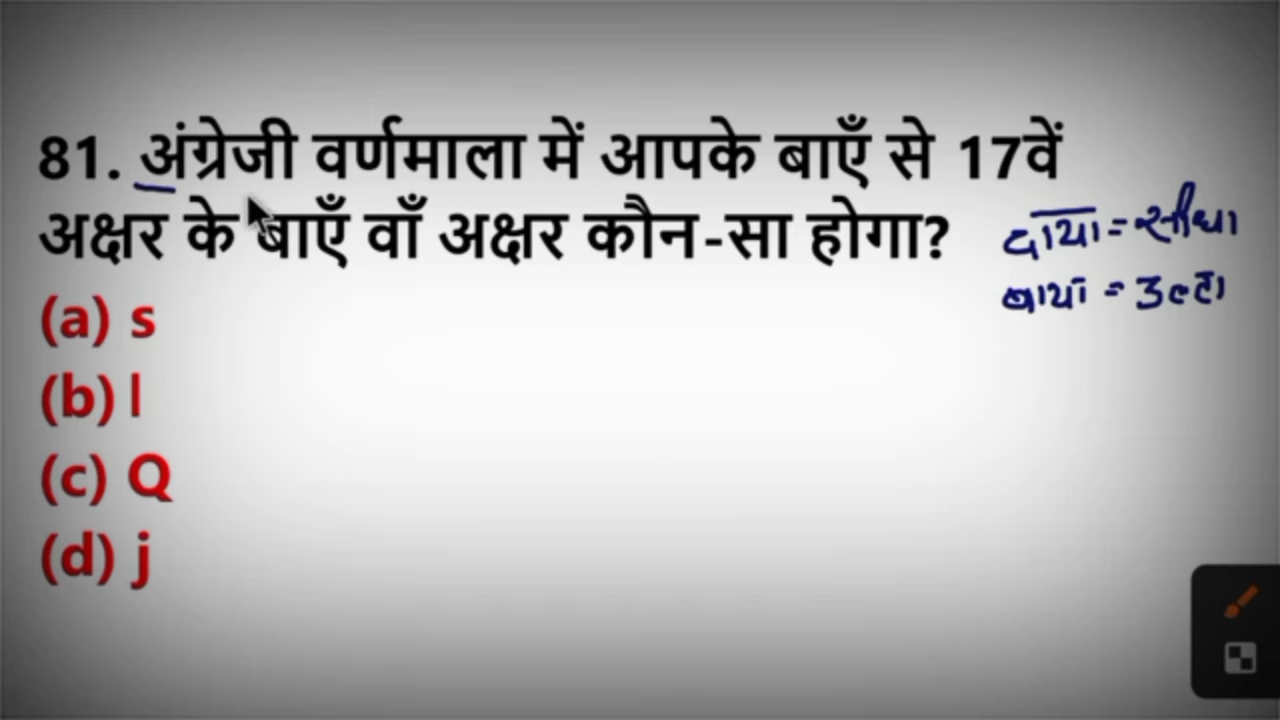 81. अंग्रेजी वर्णमाला में आपके बाएँ से 17वें
अक्षर के बाएँ वाँ अक्षर कौन-सा होगा?
दायाँ = सीधा
बायाँ = उल्टा
(a) s
(b) l
(c) Q
(d) j